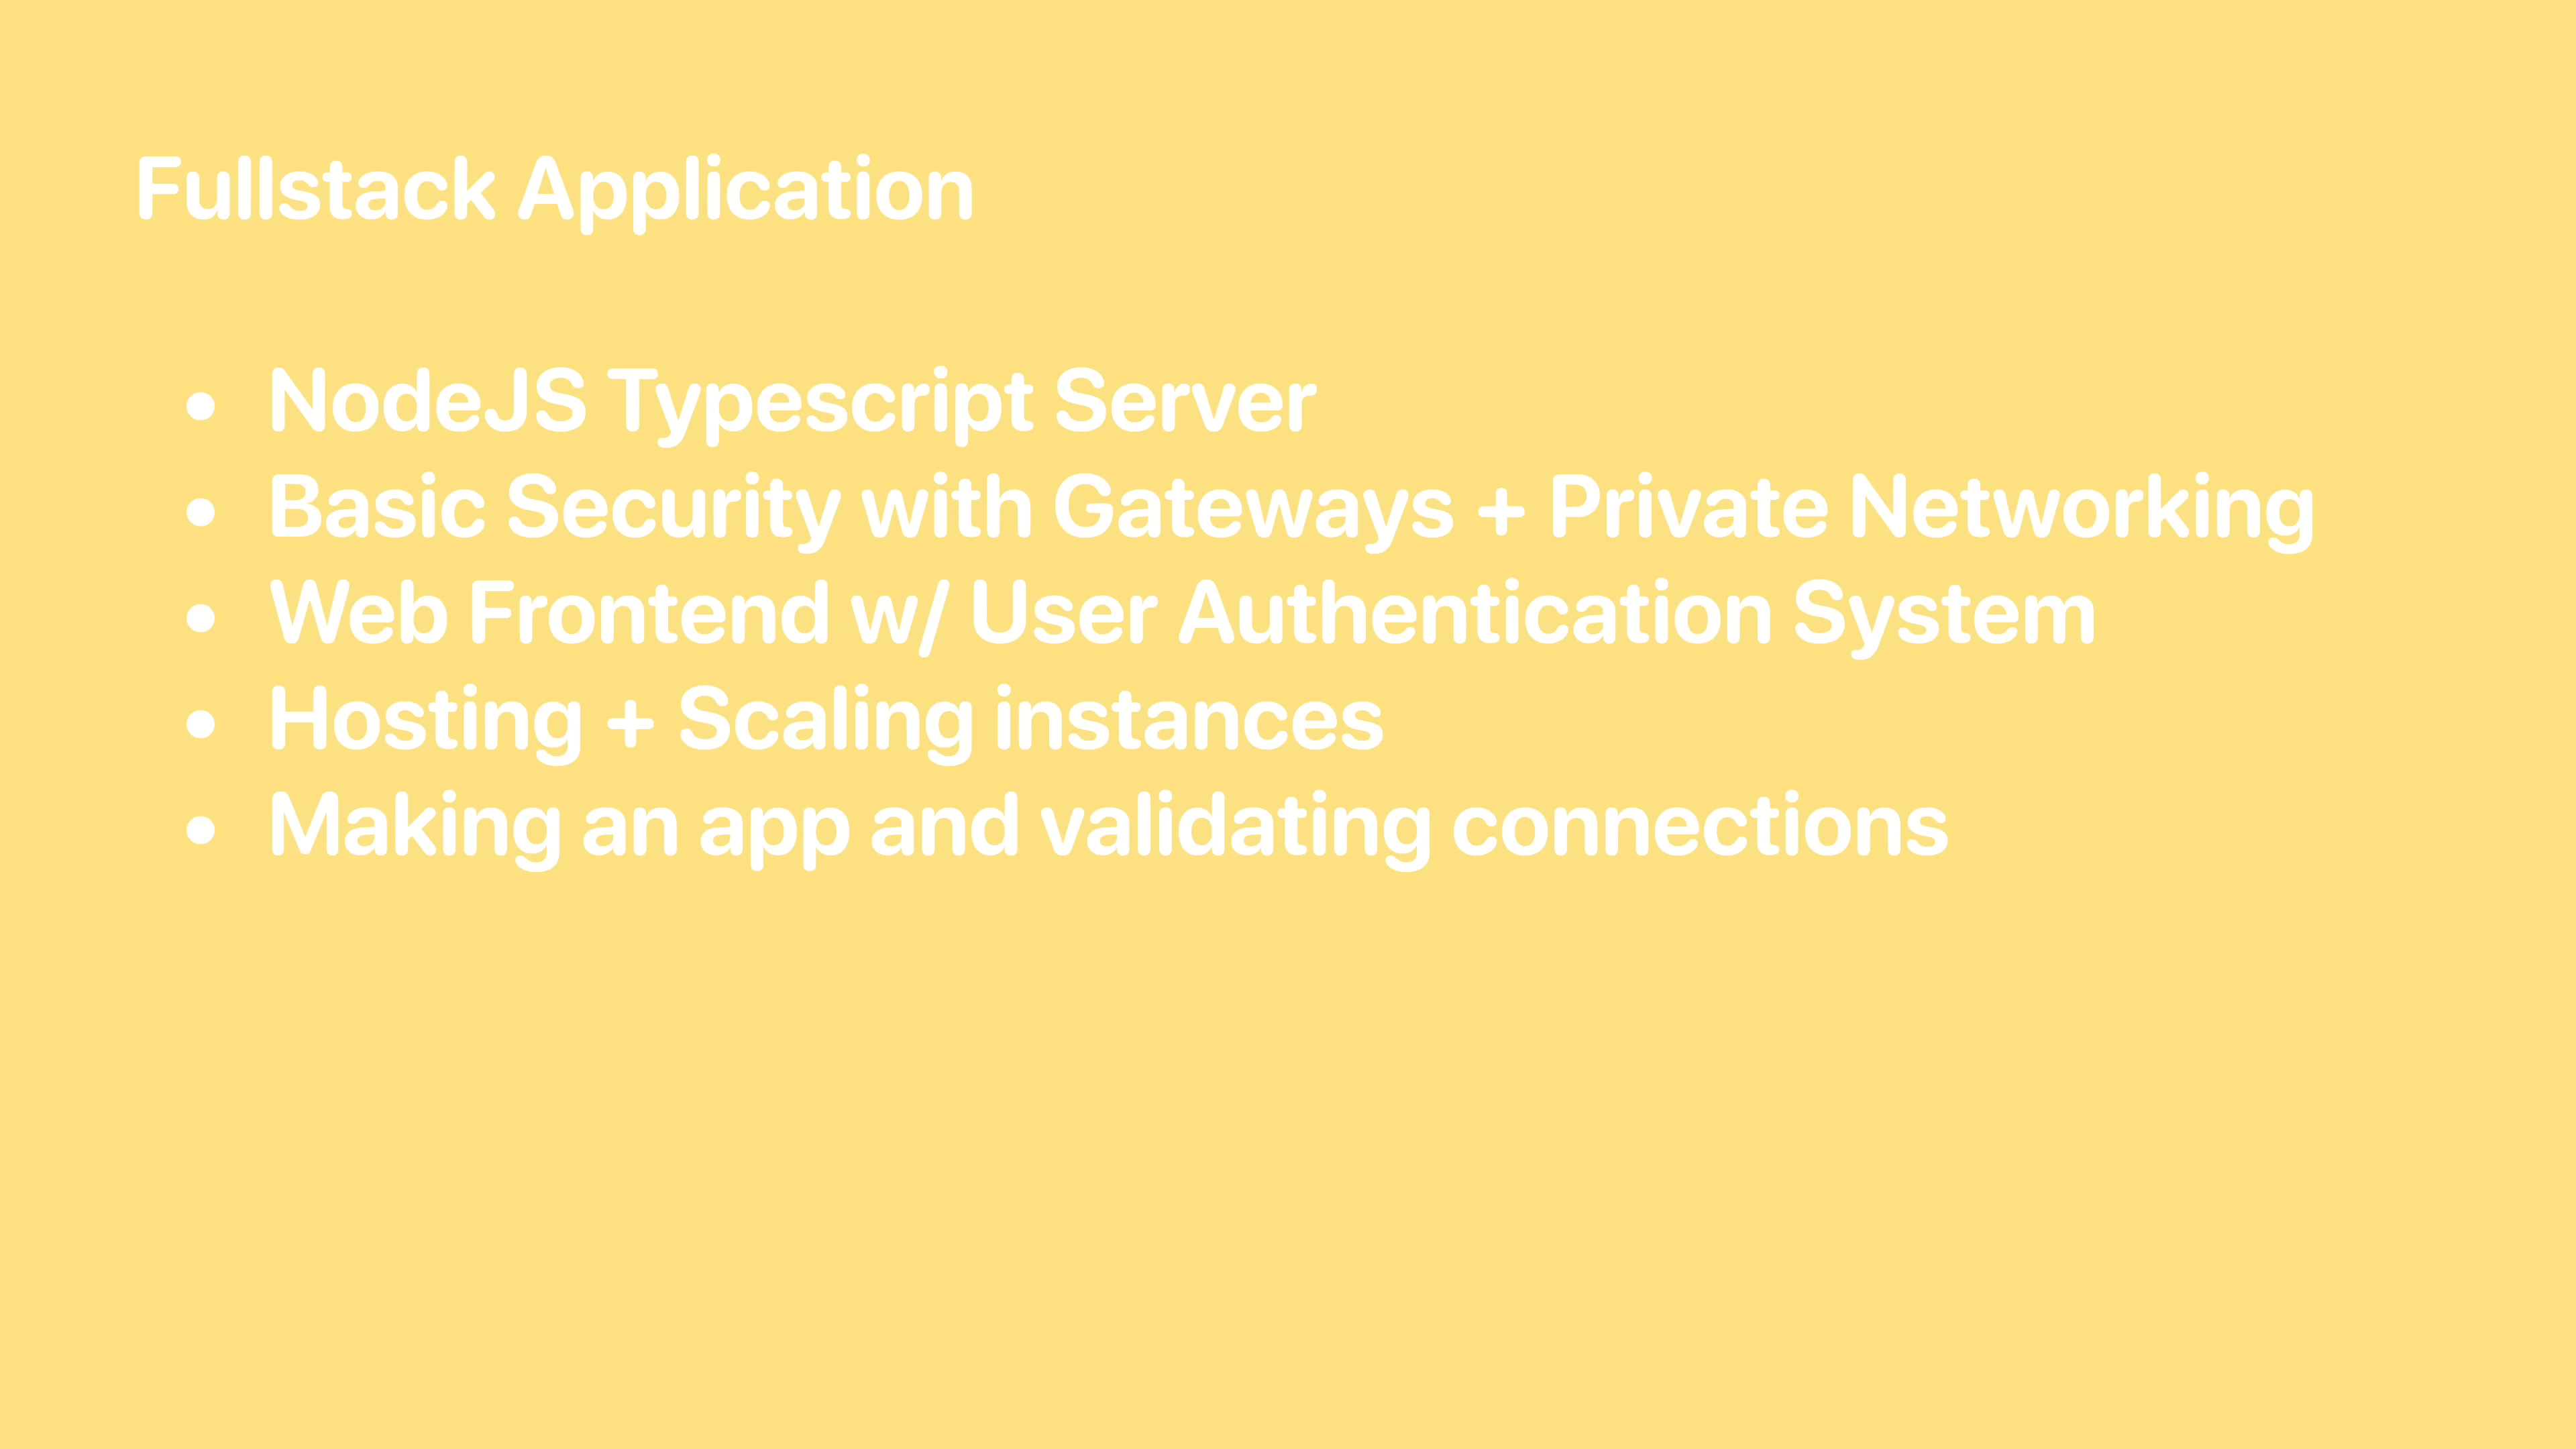 Fullstack Application
• NodeJS Typescript Server
• Basic Security with Gateways + Private Networking
• Web Frontend w/ User Authentication System
• Hosting + Scaling instances
• Making an app and validating connections